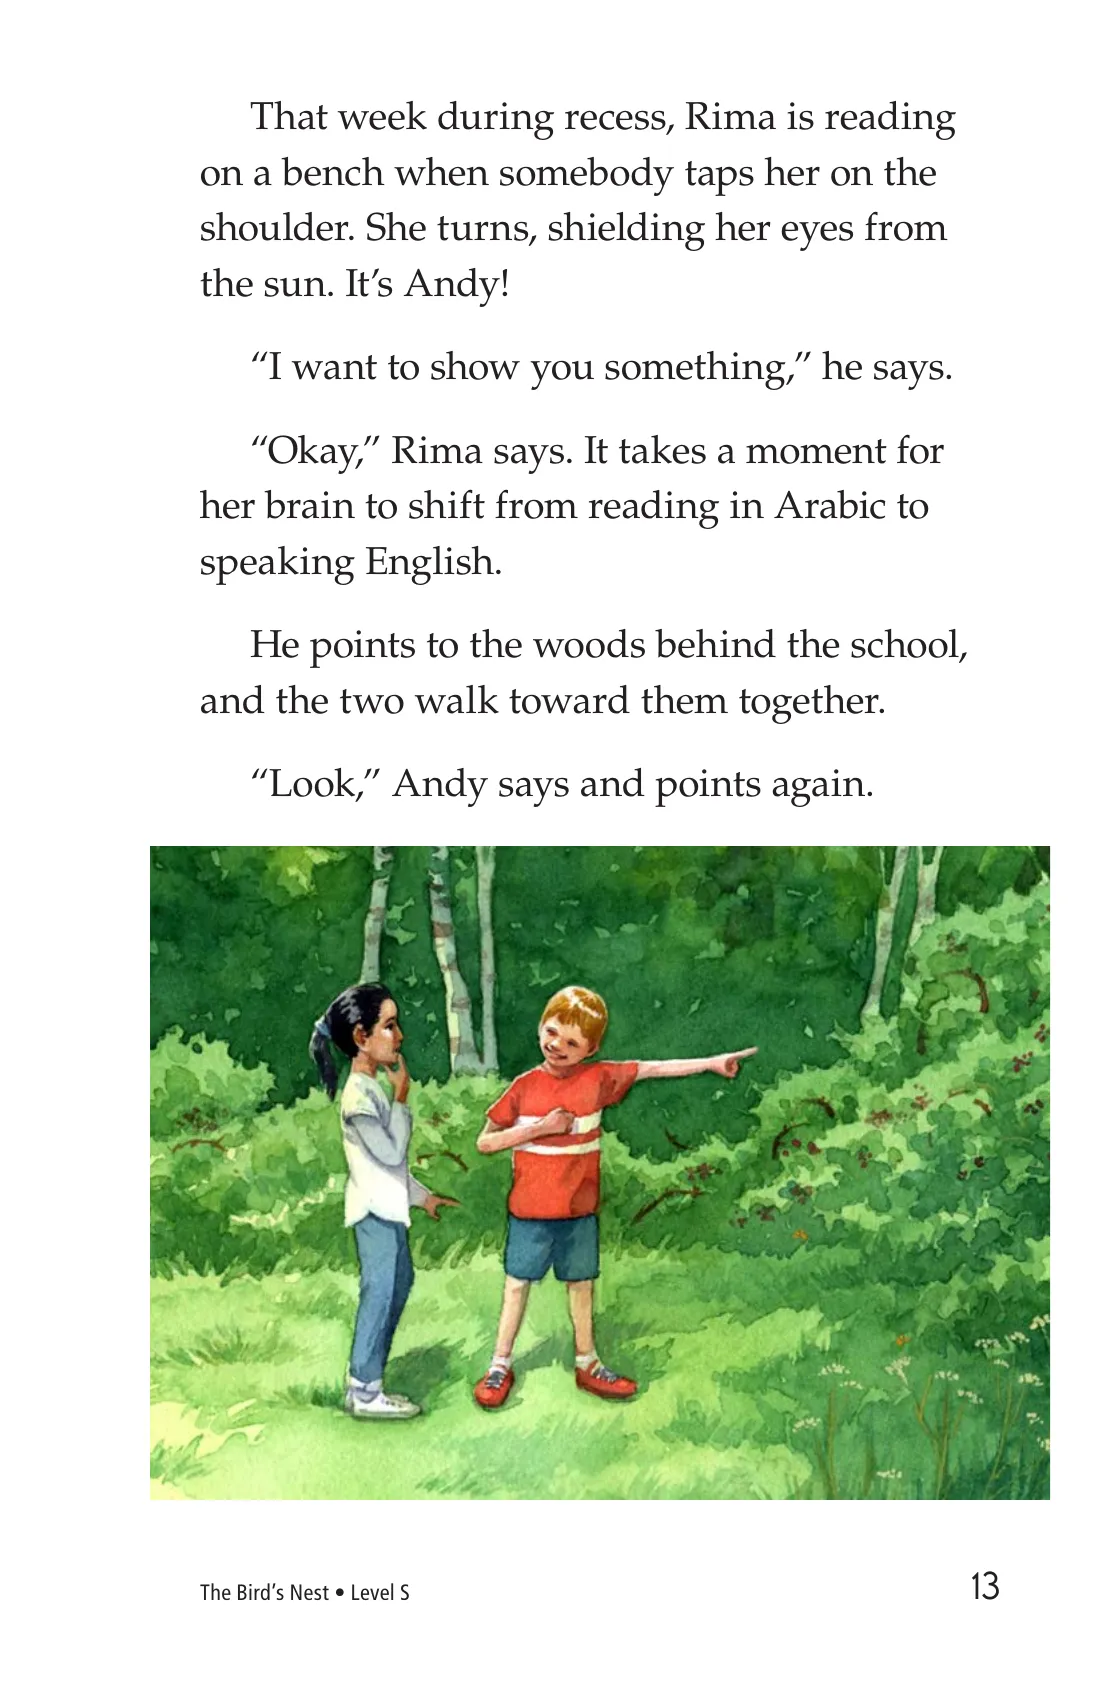 That week during recess, Rima is reading
on a bench when somebody taps her on the
shoulder. She turns, shielding her eyes from
the sun. It’s Andy!
“I want to show you something,” he says.
“Okay,” Rima says. It takes a moment for
her brain to shift from reading in Arabic to
speaking English.
He points to the woods behind the school,
and the two walk toward them together.
“Look,” Andy says and points again.
The Bird’s Nest • Level S
13